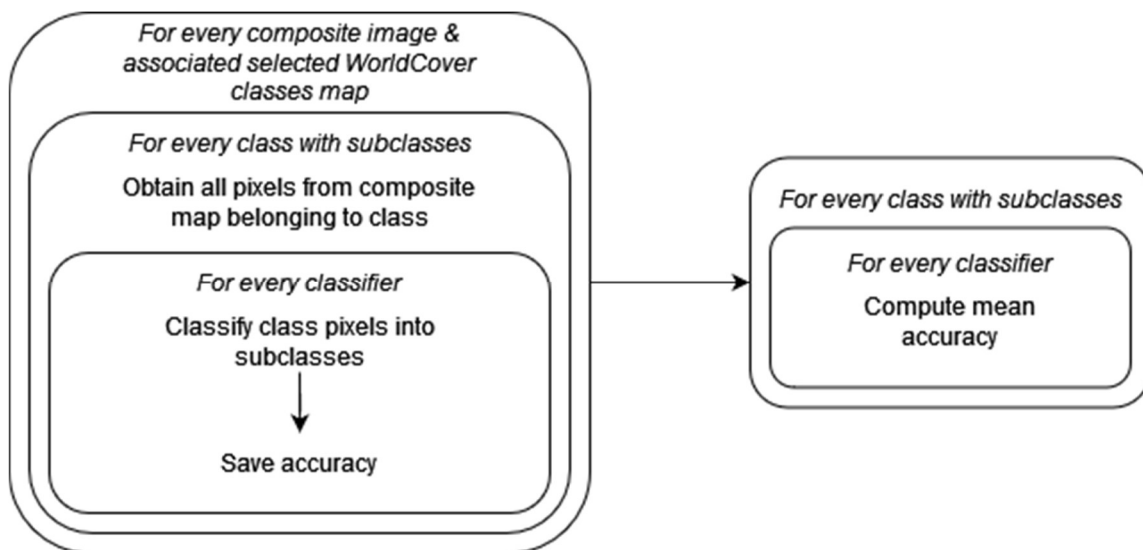 For every composite image &
associated selected WorldCover
classes map
For every class with subclasses
Obtain all pixels from composite
map belonging to class
For every classifier
Classify class pixels into
subclasses
Save accuracy
For every class with subclasses
For every classifier
Compute mean
accuracy